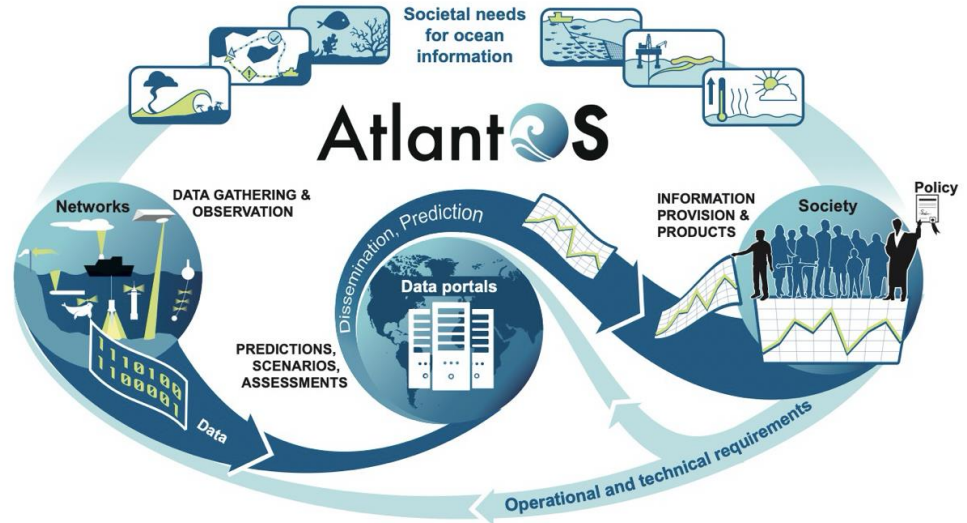 Societal needs
for ocean
information
AtlantOS
Networks
DATA GATHERING &
OBSERVATION
INFORMATION
PROVISION &
PRODUCTS
Society
Policy
Dissemination, Prediction
Data portals
PREDICTIONS,
SCENARIOS,
ASSESSMENTS
1110100
1100001
Data
Operational and technical requirements